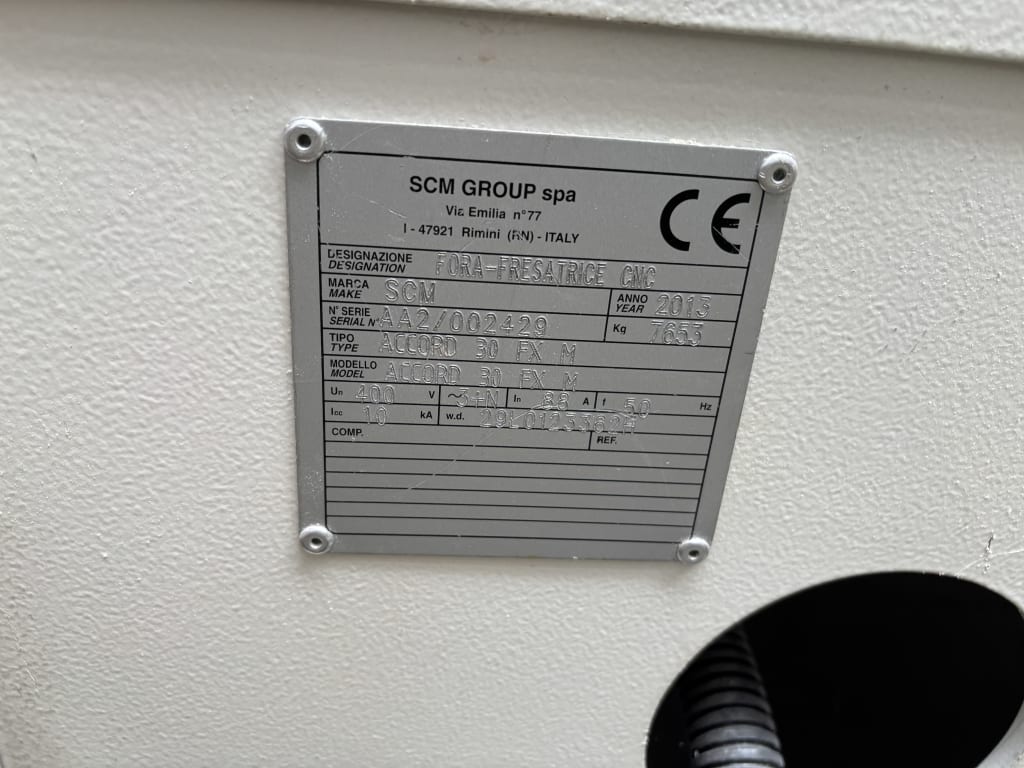 SCM GROUP spa
Via Emilia n°77
I - 47921 Rimini (RN) - ITALY
CE
DESIGNAZIONE
DESIGNATION FORA-FRESATRICE CNC
MARCA
MAKE SCM
ANNO
YEAR 2013
N° SERIE
SERIAL N° AA2/002429
Kg 7653
TIPO
TYPE ACCORD 30 FX M
MODELLO
MODEL ACCORD 30 FX M
Un 400 V ~ 3+N In 88 A f 50 Hz
Icc 10 kA w.d.
COMP. REF.